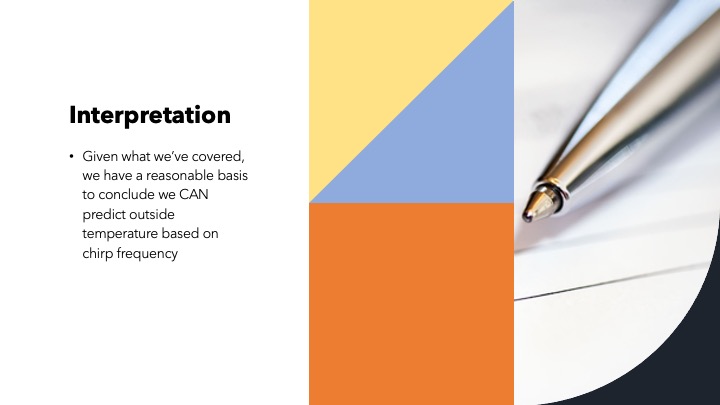 Interpretation
• Given what we've covered,
we have a reasonable basis
to conclude we CAN
predict outside
temperature based on
chirp frequency